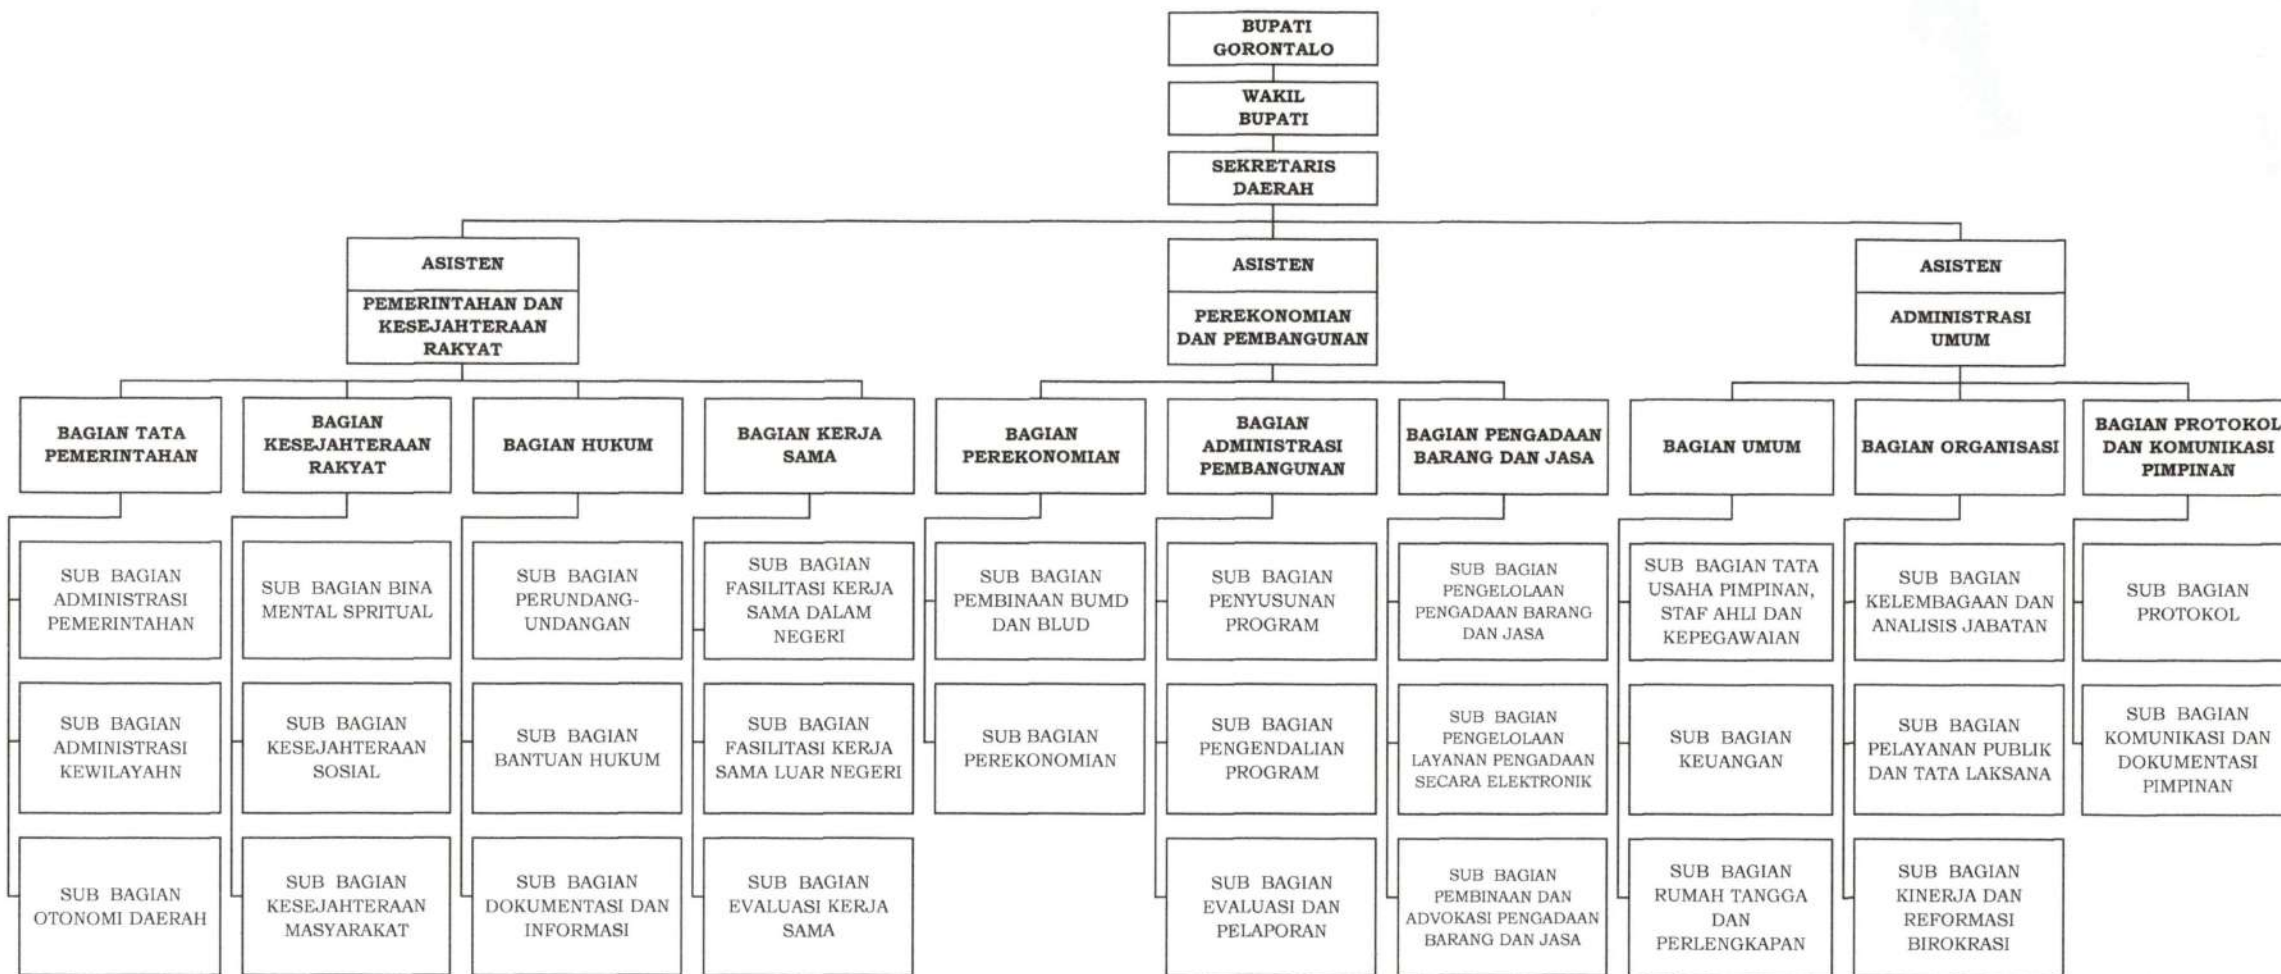 BUPATI
GORONTALO
WAKIL
BUPATI
SEKRETARIS
DAERAH
ASISTEN
PEMERINTAHAN DAN
KESEJAHTERAAN
RAKYAT
ASISTEN
PEREKONOMIAN
DAN PEMBANGUNAN
ASISTEN
ADMINISTRASI
UMUM
BAGIAN TATA
PEMERINTAHAN
BAGIAN
KESEJAHTERAAN
RAKYAT
BAGIAN HUKUM
BAGIAN KERJA
SAMA
BAGIAN
PEREKONOMIAN
BAGIAN
ADMINISTRASI
PEMBANGUNAN
BAGIAN PENGADAAN
BARANG DAN JASA
BAGIAN UMUM
BAGIAN ORGANISASI
BAGIAN PROTOKOL
DAN KOMUNIKASI
PIMPINAN
SUB BAGIAN
ADMINISTRASI
PEMERINTAHAN
SUB BAGIAN BINA
MENTAL SPRITUAL
SUB BAGIAN
PERUNDANG-
UNDANGAN
SUB BAGIAN
FASILITASI KERJA
SAMA DALAM
NEGERI
SUB BAGIAN
PEMBINAAN BUMD
DAN BLUD
SUB BAGIAN
PENYUSUNAN
PROGRAM
SUB BAGIAN
PENGELOLAAN
PENGADAAN BARANG
DAN JASA
SUB BAGIAN TATA
USAHA PIMPINAN,
STAF AHLI DAN
KEPEGAWAIAN
SUB BAGIAN
KELEMBAGAAN DAN
ANALISIS JABATAN
SUB BAGIAN
PROTOKOL
SUB BAGIAN
ADMINISTRASI
KEWILAYAHN
SUB BAGIAN
KESEJAHTERAAN
SOSIAL
SUB BAGIAN
BANTUAN HUKUM
SUB BAGIAN
FASILITASI KERJA
SAMA LUAR NEGERI
SUB BAGIAN
PEREKONOMIAN
SUB BAGIAN
PENGENDALIAN
PROGRAM
SUB BAGIAN
PENGELOLAAN
LAYANAN PENGADAAN
SECARA ELEKTRONIK
SUB BAGIAN
KEUANGAN
SUB BAGIAN
PELAYANAN PUBLIK
DAN TATA LAKSANA
SUB BAGIAN
KOMUNIKASI DAN
DOKUMENTASI
PIMPINAN
SUB BAGIAN
OTONOMI DAERAH
SUB BAGIAN
KESEJAHTERAAN
MASYARAKAT
SUB BAGIAN
DOKUMENTASI DAN
INFORMASI
SUB BAGIAN
EVALUASI KERJA
SAMA
SUB BAGIAN
EVALUASI DAN
PELAPORAN
SUB BAGIAN
PEMBINAAN DAN
ADVOKASI PENGADAAN
BARANG DAN JASA
SUB BAGIAN
RUMAH TANGGA
DAN
PERLENGKAPAN
SUB BAGIAN
KINERJA DAN
REFORMASI
BIROKRASI